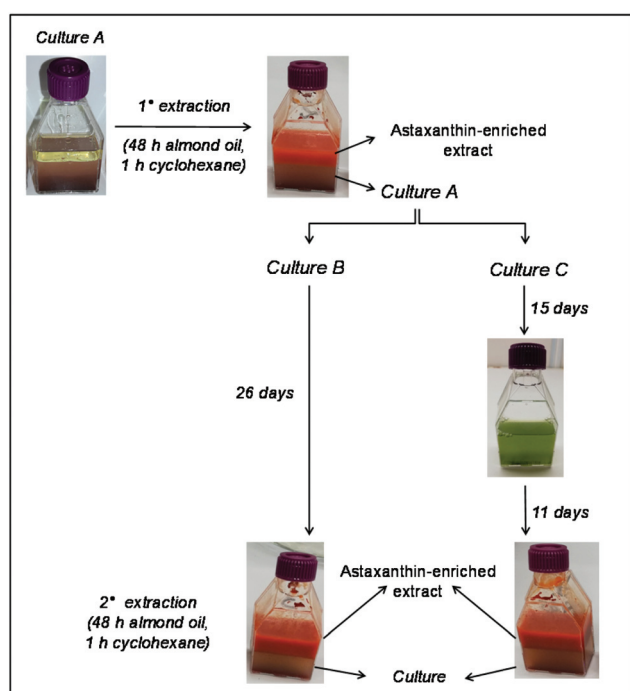 Culture A
1° extraction
(48 h almond oil,
1 h cyclohexane)
Astaxanthin-enriched
extract
Culture A
Culture B
Culture C
15 days
26 days
11 days
2° extraction
(48 h almond oil,
1 h cyclohexane)
Astaxanthin-enriched
extract
Culture